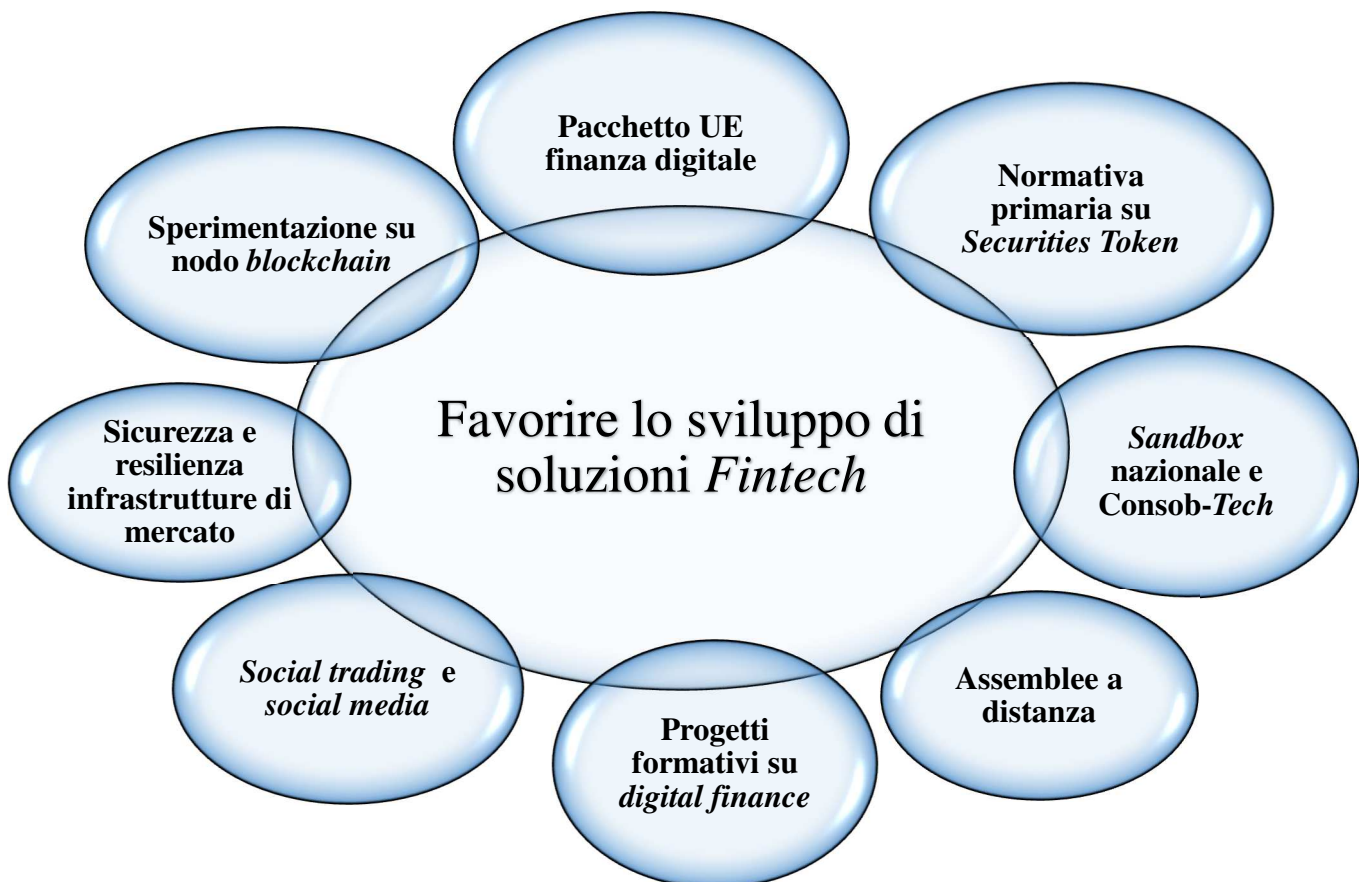 Pacchetto UE
finanza digitale
Normativa
primaria su
Securities Token
Sperimentazione su
nodo blockchain
Favorire lo sviluppo di
soluzioni Fintech
Sandbox
nazionale e
Consob-Tech
Sicurezza e
resilienza
infrastrutture di
mercato
Social trading e
social media
Assemblee a
distanza
Progetti
formativi su
digital finance